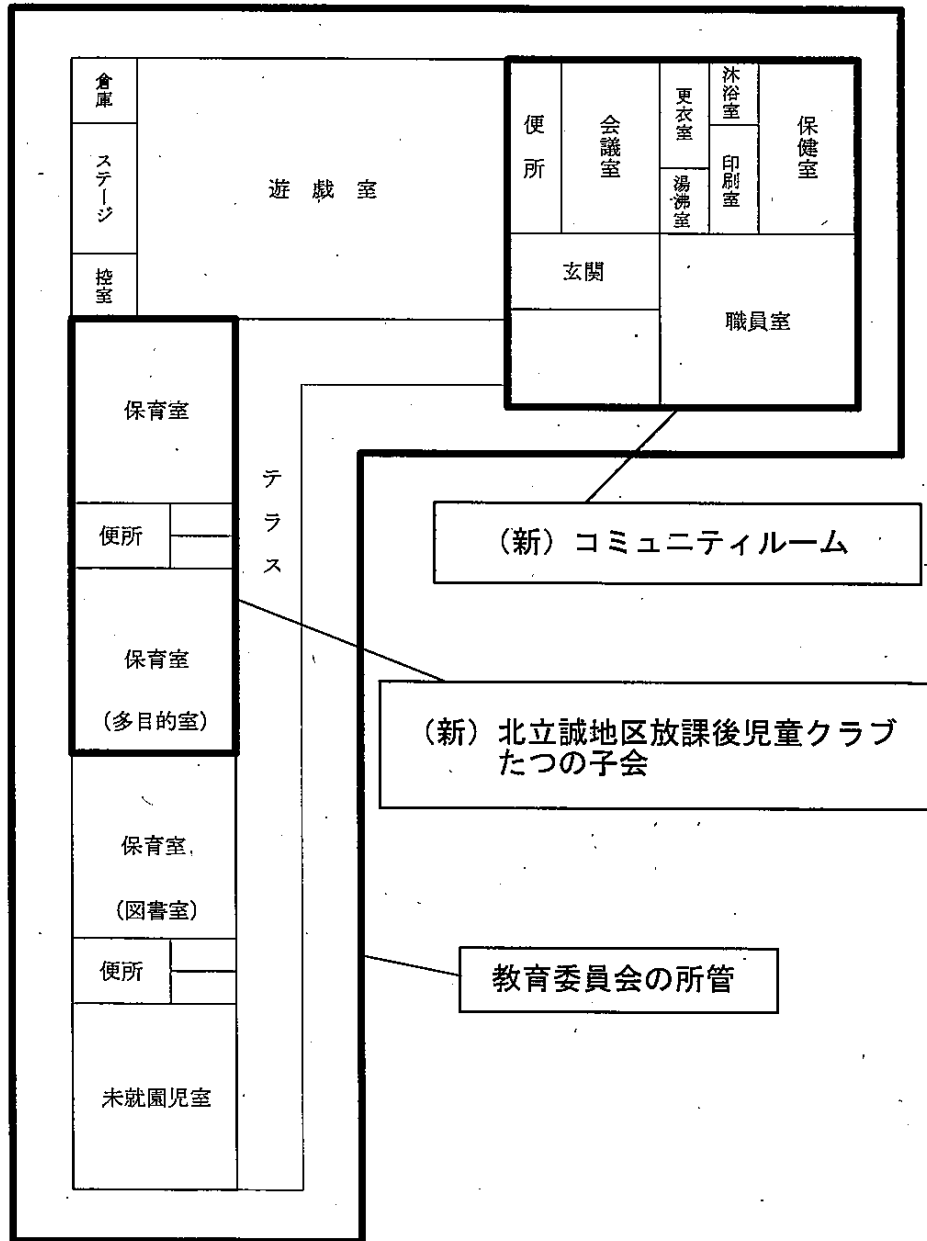 倉庫
ステージ
控室
遊戯室
便所
会議室
更衣室
湯沸室
沐浴室
印刷室
保健室
玄関
職員室
保育室
便所
保育室
(多目的室)
テラス
(新)コミュニティルーム
(新)北立誠地区放課後児童クラブ
たつの子会
保育室
(図書室)
便所
未就園児室
教育委員会の所管